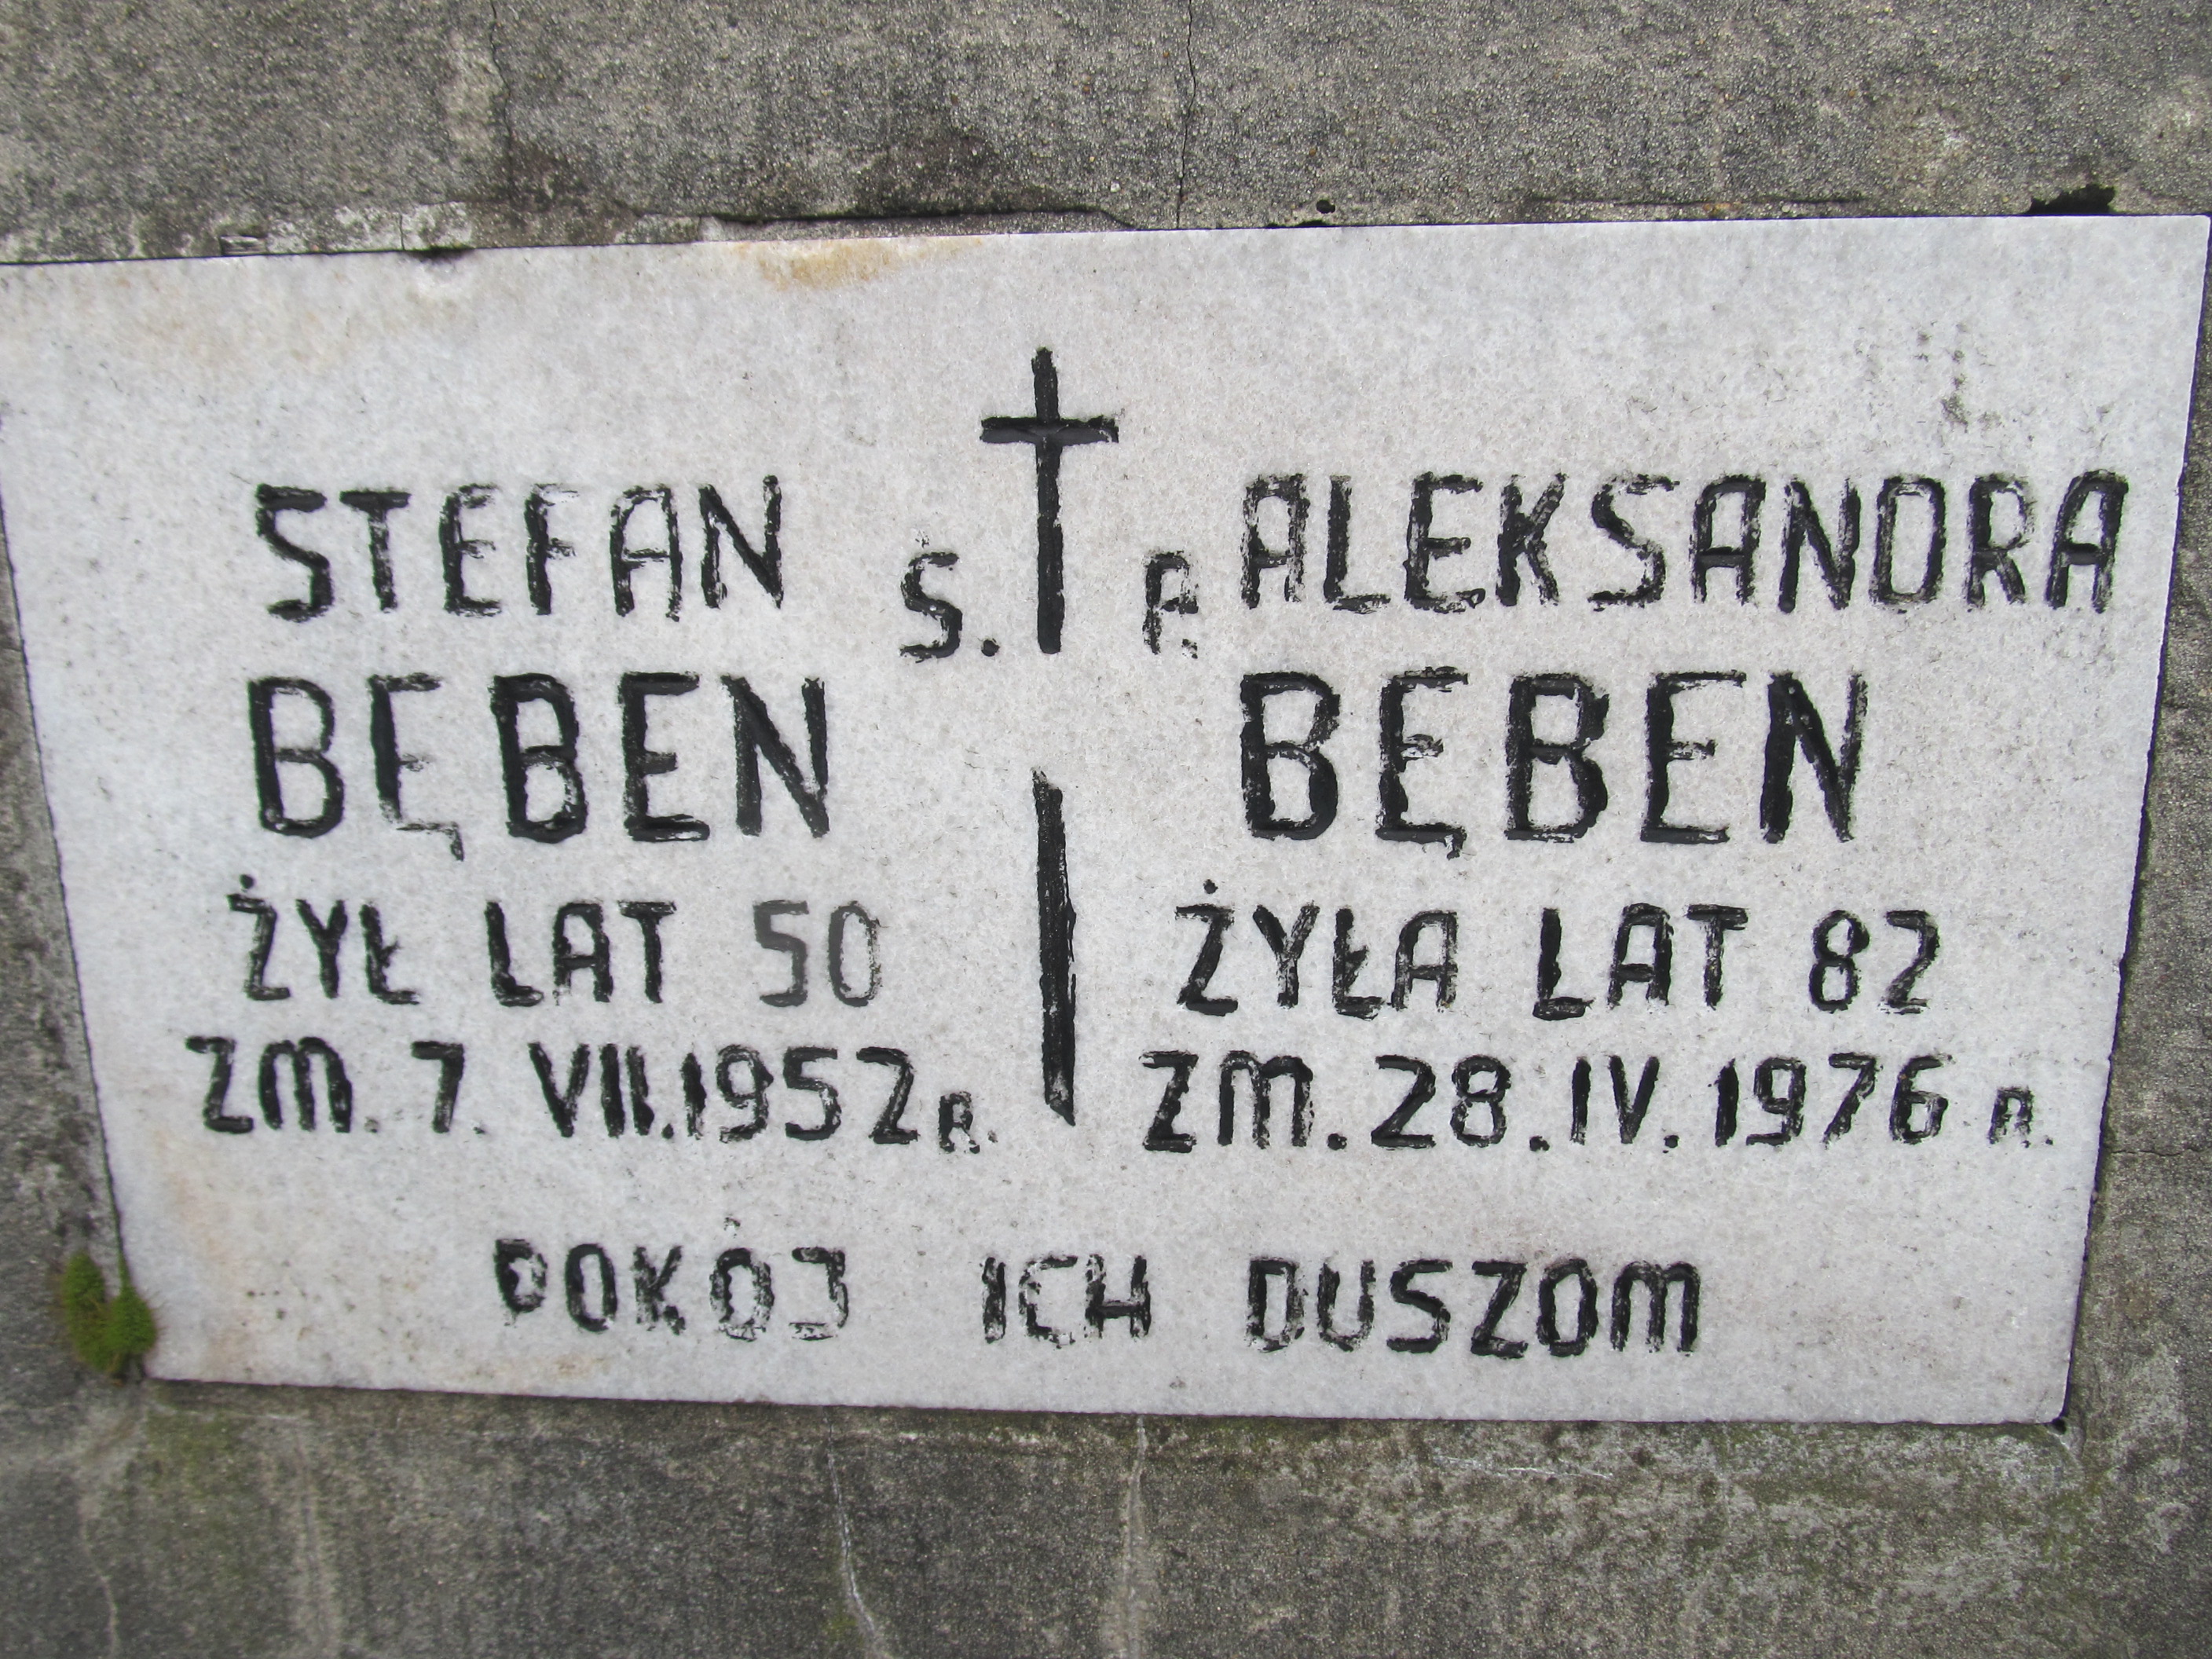 Ś. P.
STEFAN
BĘBEN
ŻYŁ LAT 50
ZM. 7. VII.1952 R.
ALEKSANDRA
BĘBEN
ŻYŁA LAT 82
ZM. 28. IV. 1976 R.
POKÓJ ICH DUSZOM